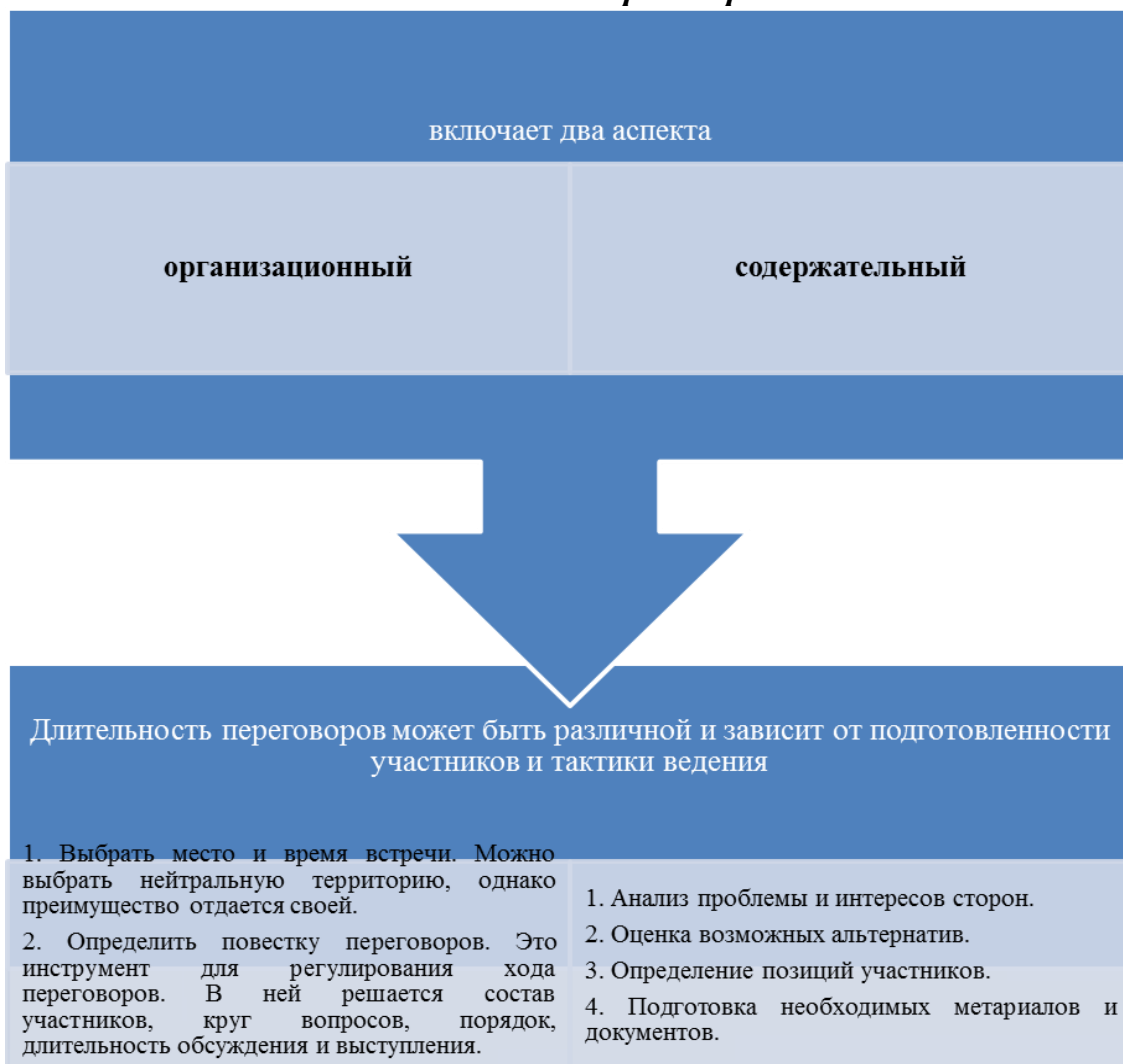 включает два аспекта
организационный
содержательный
Длительность переговоров может быть различной и зависит от подготовленности
участников и тактики ведения
1. Выбрать место и время встречи. Можно
выбрать нейтральную территорию, однако
преимущество отдается своей.
2. Определить повестку переговоров. Это
инструмент для регулирования хода
переговоров. В ней решается состав
участников, круг вопросов, порядок,
длительность обсуждения и выступления.
1. Анализ проблемы и интересов сторон.
2. Оценка возможных альтернатив.
3. Определение позиций участников.
4. Подготовка необходимых метариалов и
документов.